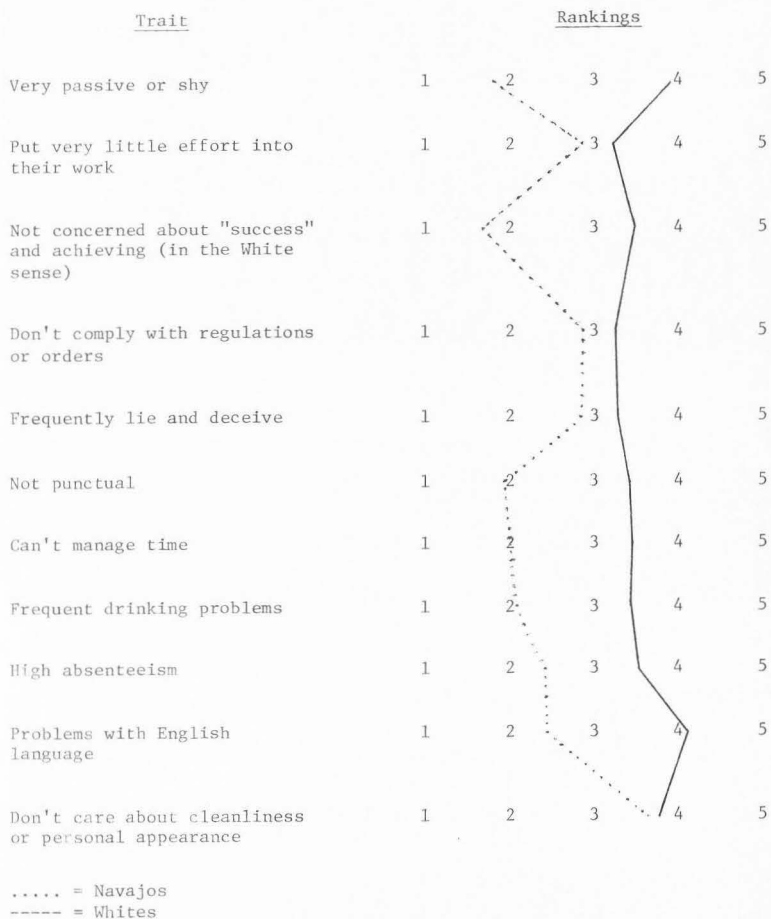 Trait Rankings
Very passive or shy 1 2 3 4 5
Put very little effort into 1 2 3 4 5
their work
Not concerned about "success" 1 2 3 4 5
and achieving (in the White
sense)
Don't comply with regulations 1 2 3 4 5
or orders
Frequently lie and deceive 1 2 3 4 5
Not punctual 1 2 3 4 5
Can't manage time 1 2 3 4 5
Frequent drinking problems 1 2 3 4 5
High absenteeism 1 2 3 4 5
Problems with English 1 2 3 4 5
language
Don't care about cleanliness 1 2 3 4 5
or personal appearance
..... = Navajos
----- = Whites